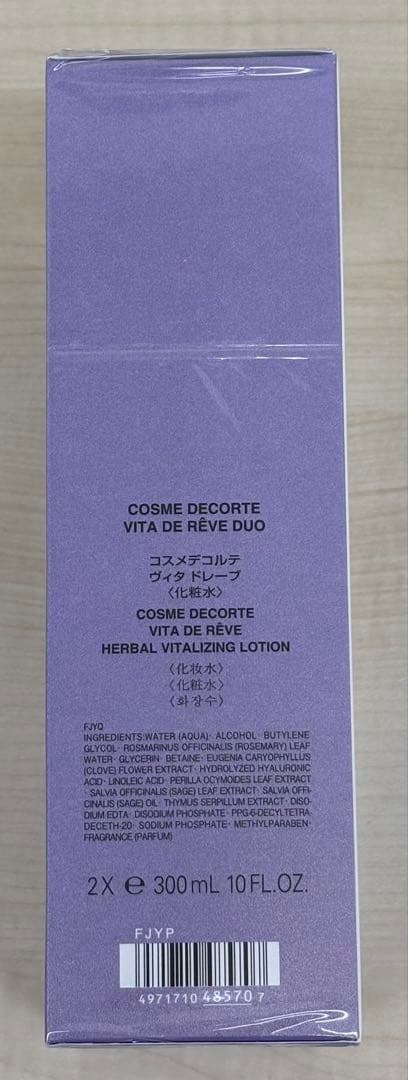 COSME DECORTE
VITA DE RÊVE DUO
コスメデコルテ
ヴィタ ドレーブ
〈化粧水〉
COSME DECORTE
VITA DE RÊVE
HERBAL VITALIZING LOTION
〈化妆水〉
〈化粧水〉
〈화장수〉
FJYQ
INGREDIENTS:WATER (AQUA)· ALCOHOL· BUTYLENE
GLYCOL· ROSMARINUS OFFICINALIS (ROSEMARY) LEAF
WATER· GLYCERIN· BETAINE· EUGENIA CARYOPHYLLUS
(CLOVE) FLOWER EXTRACT· HYDROLYZED HYALURONIC
ACID· LINOLEIC ACID· PERILLA OCYMOIDES LEAF EXTRACT
· SALVIA OFFICINALIS (SAGE) LEAF EXTRACT· SALVIA OFFI-
CINALIS (SAGE) OIL· THYMUS SERPILLUM EXTRACT· DISO-
DIUM EDTA· DISODIUM PHOSPHATE· PPG-6-DECYLTETRA-
DECETH-20· SODIUM PHOSPHATE· METHYLPARABEN·
FRAGRANCE (PARFUM)
2X ℮ 300mL 10FL.OZ.
FJYP
4971710 48570 7